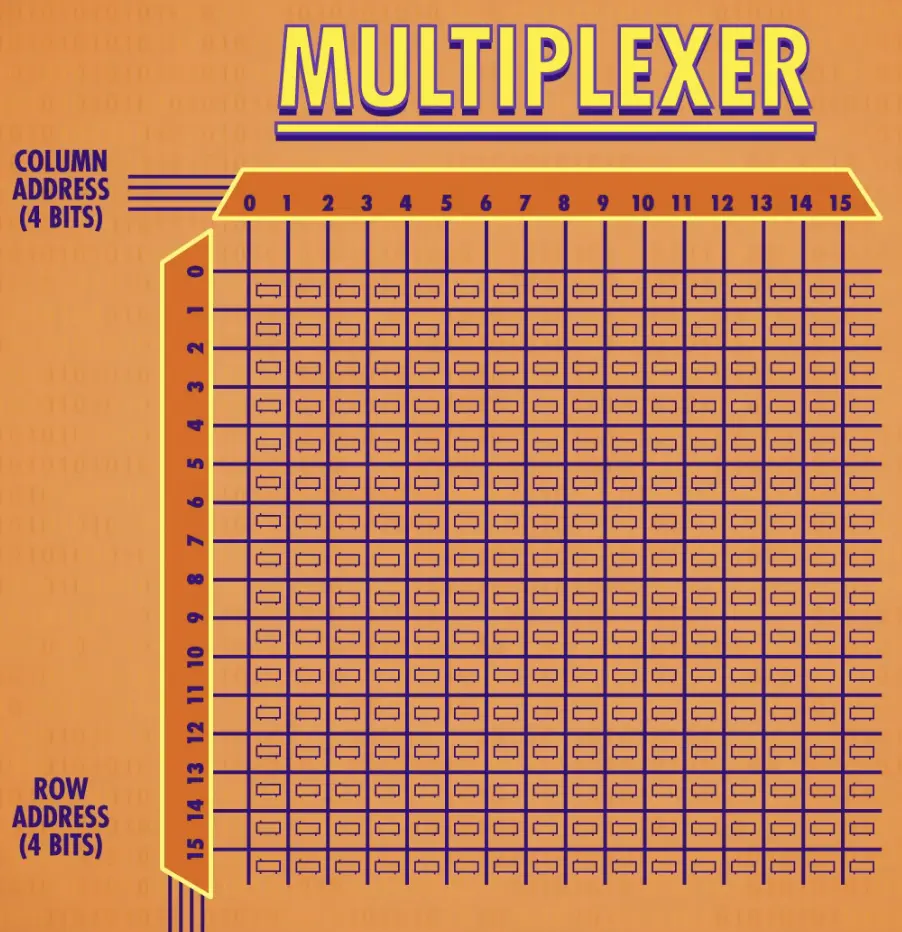 MULTIPLEXER
COLUMN
ADDRESS
(4 BITS)
0 1 2 3 4 5 6 7 8 9 10 11 12 13 14 15
0
1
2
3
4
5
6
7
8
9
10
11
12
13
14
15
ROW
ADDRESS
(4 BITS)